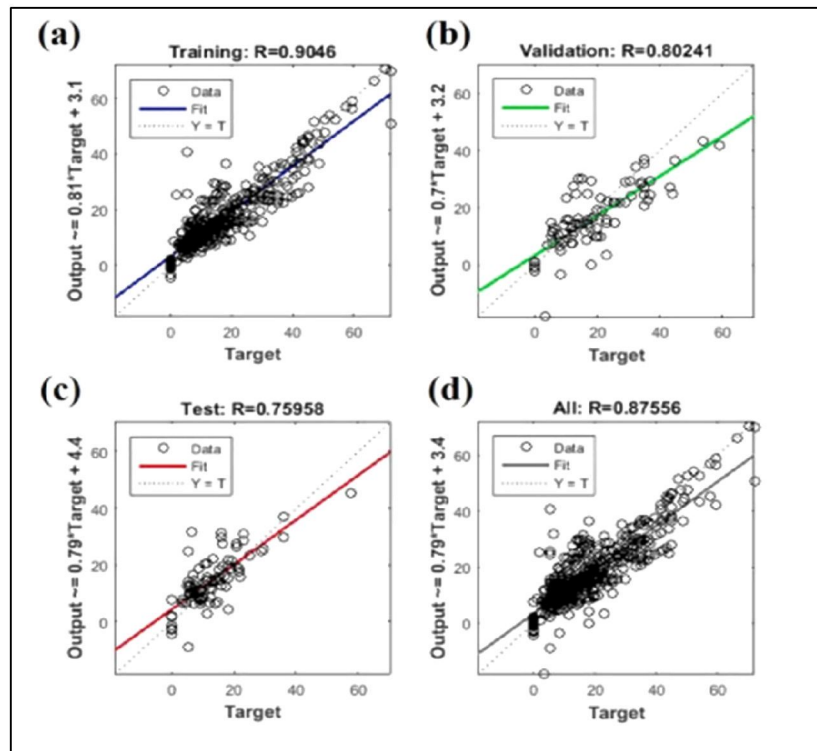 (a)
Training: R=0.9046
Output ~= 0.81*Target + 3.1
Data
Fit
Y = T
60
40
20
0
0 20 40 60
Target
(b)
Validation: R=0.80241
Output ~= 0.7*Target + 3.2
Data
Fit
Y = T
60
40
20
0
0 20 40 60
Target
(c)
Test: R=0.75958
Output ~= 0.79*Target + 4.4
Data
Fit
Y = T
60
40
20
0
0 20 40 60
Target
(d)
All: R=0.87556
Output ~= 0.79*Target + 3.4
Data
Fit
Y = T
60
40
20
0
0 20 40 60
Target